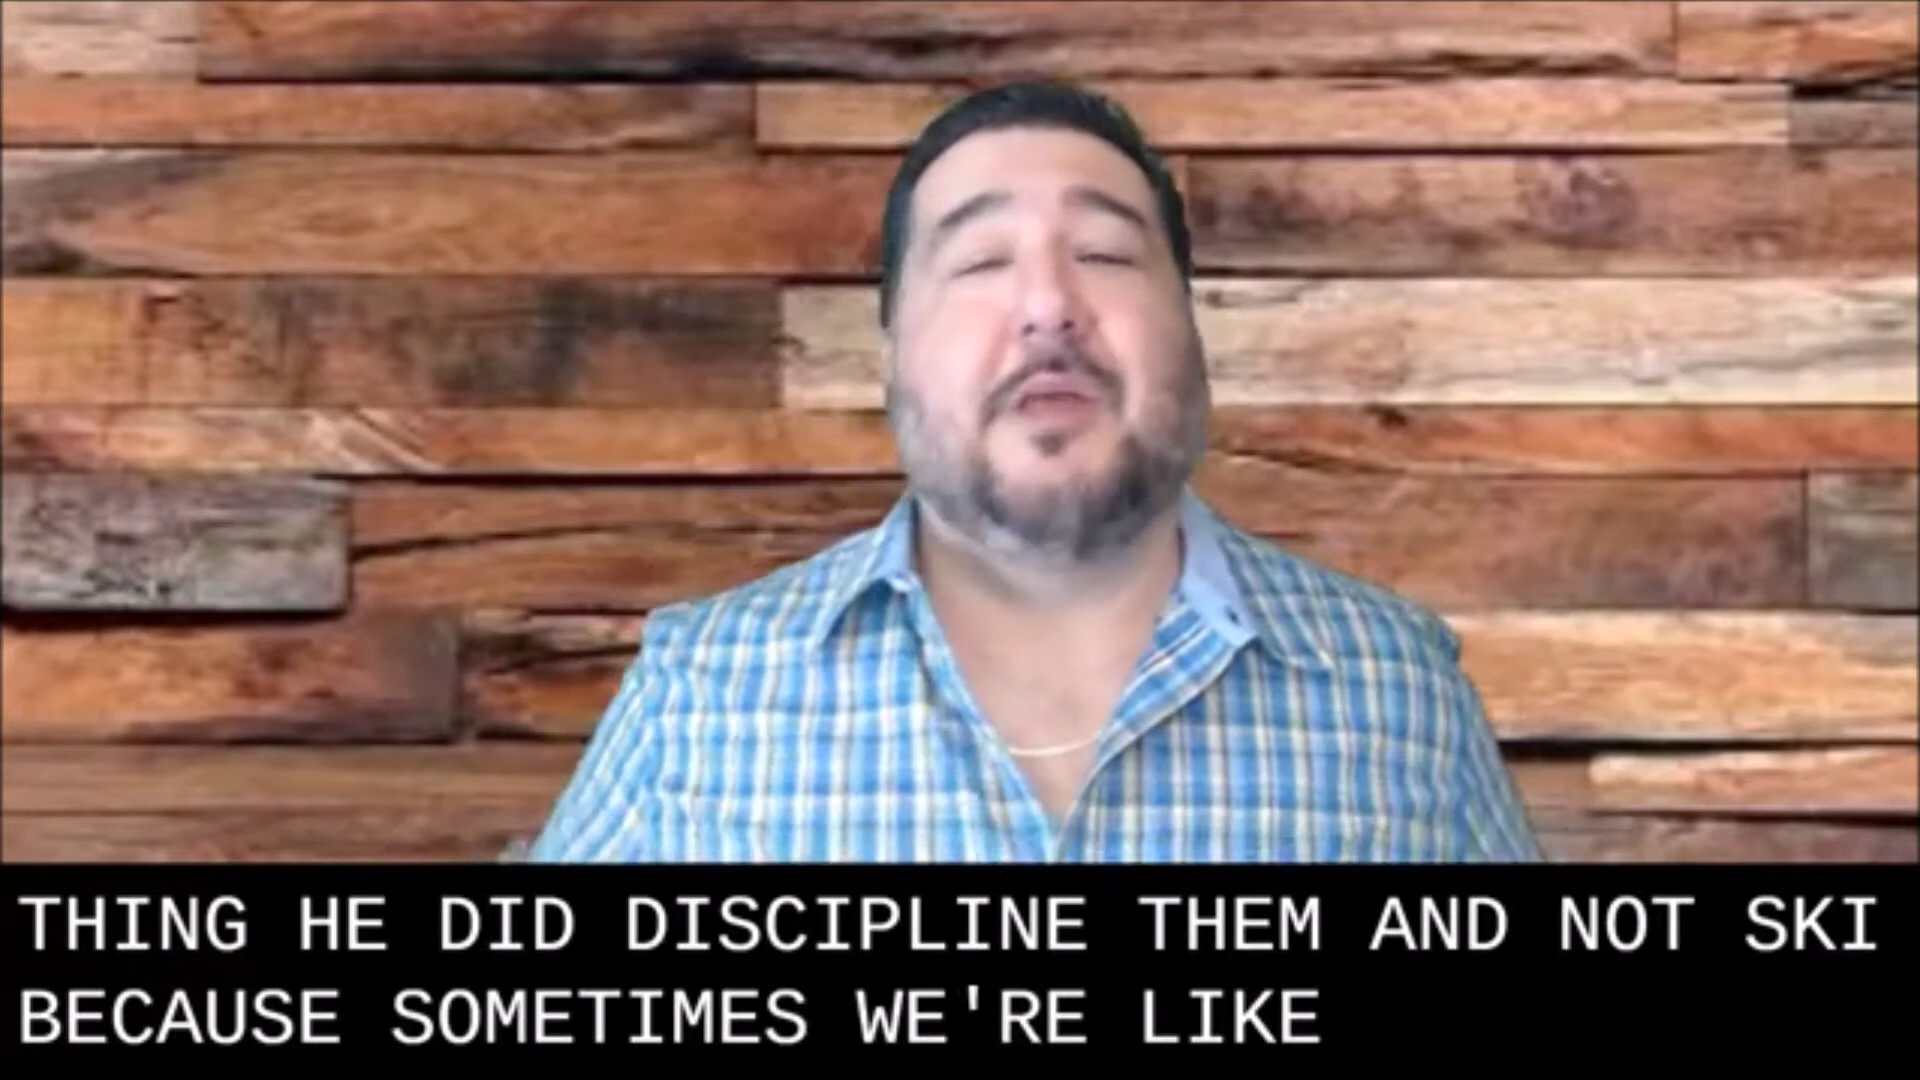 THING HE DID DISCIPLINE THEM AND NOT SKI
BECAUSE SOMETIMES WE'RE LIKE